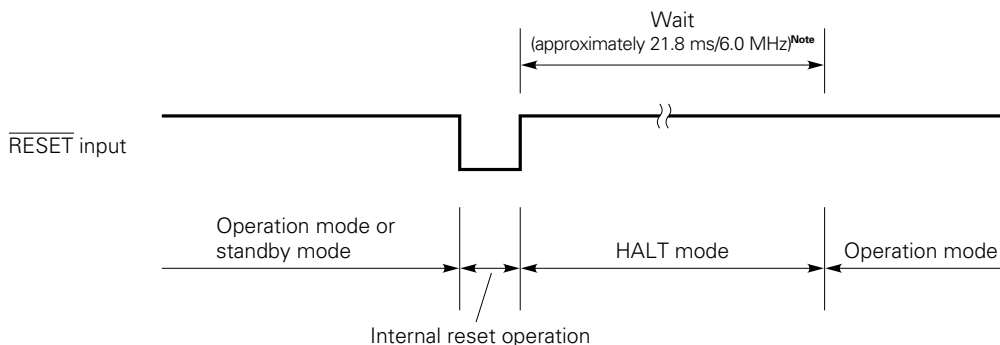 Wait
(approximately 21.8 ms/6.0 MHz)Note
RESET input
Operation mode or
standby mode
HALT mode
Operation mode
Internal reset operation